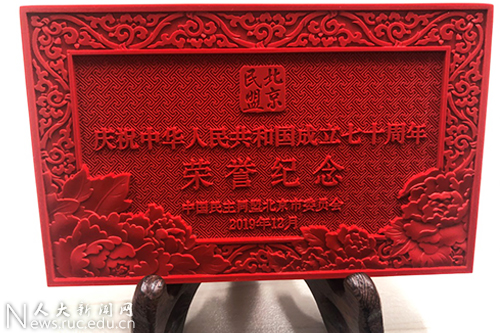 北京
民盟
庆祝中华人民共和国成立七十周年
荣誉纪念
中国民主同盟北京市委员会
2019年12月
人大新闻网
News.ruc.edu.cn